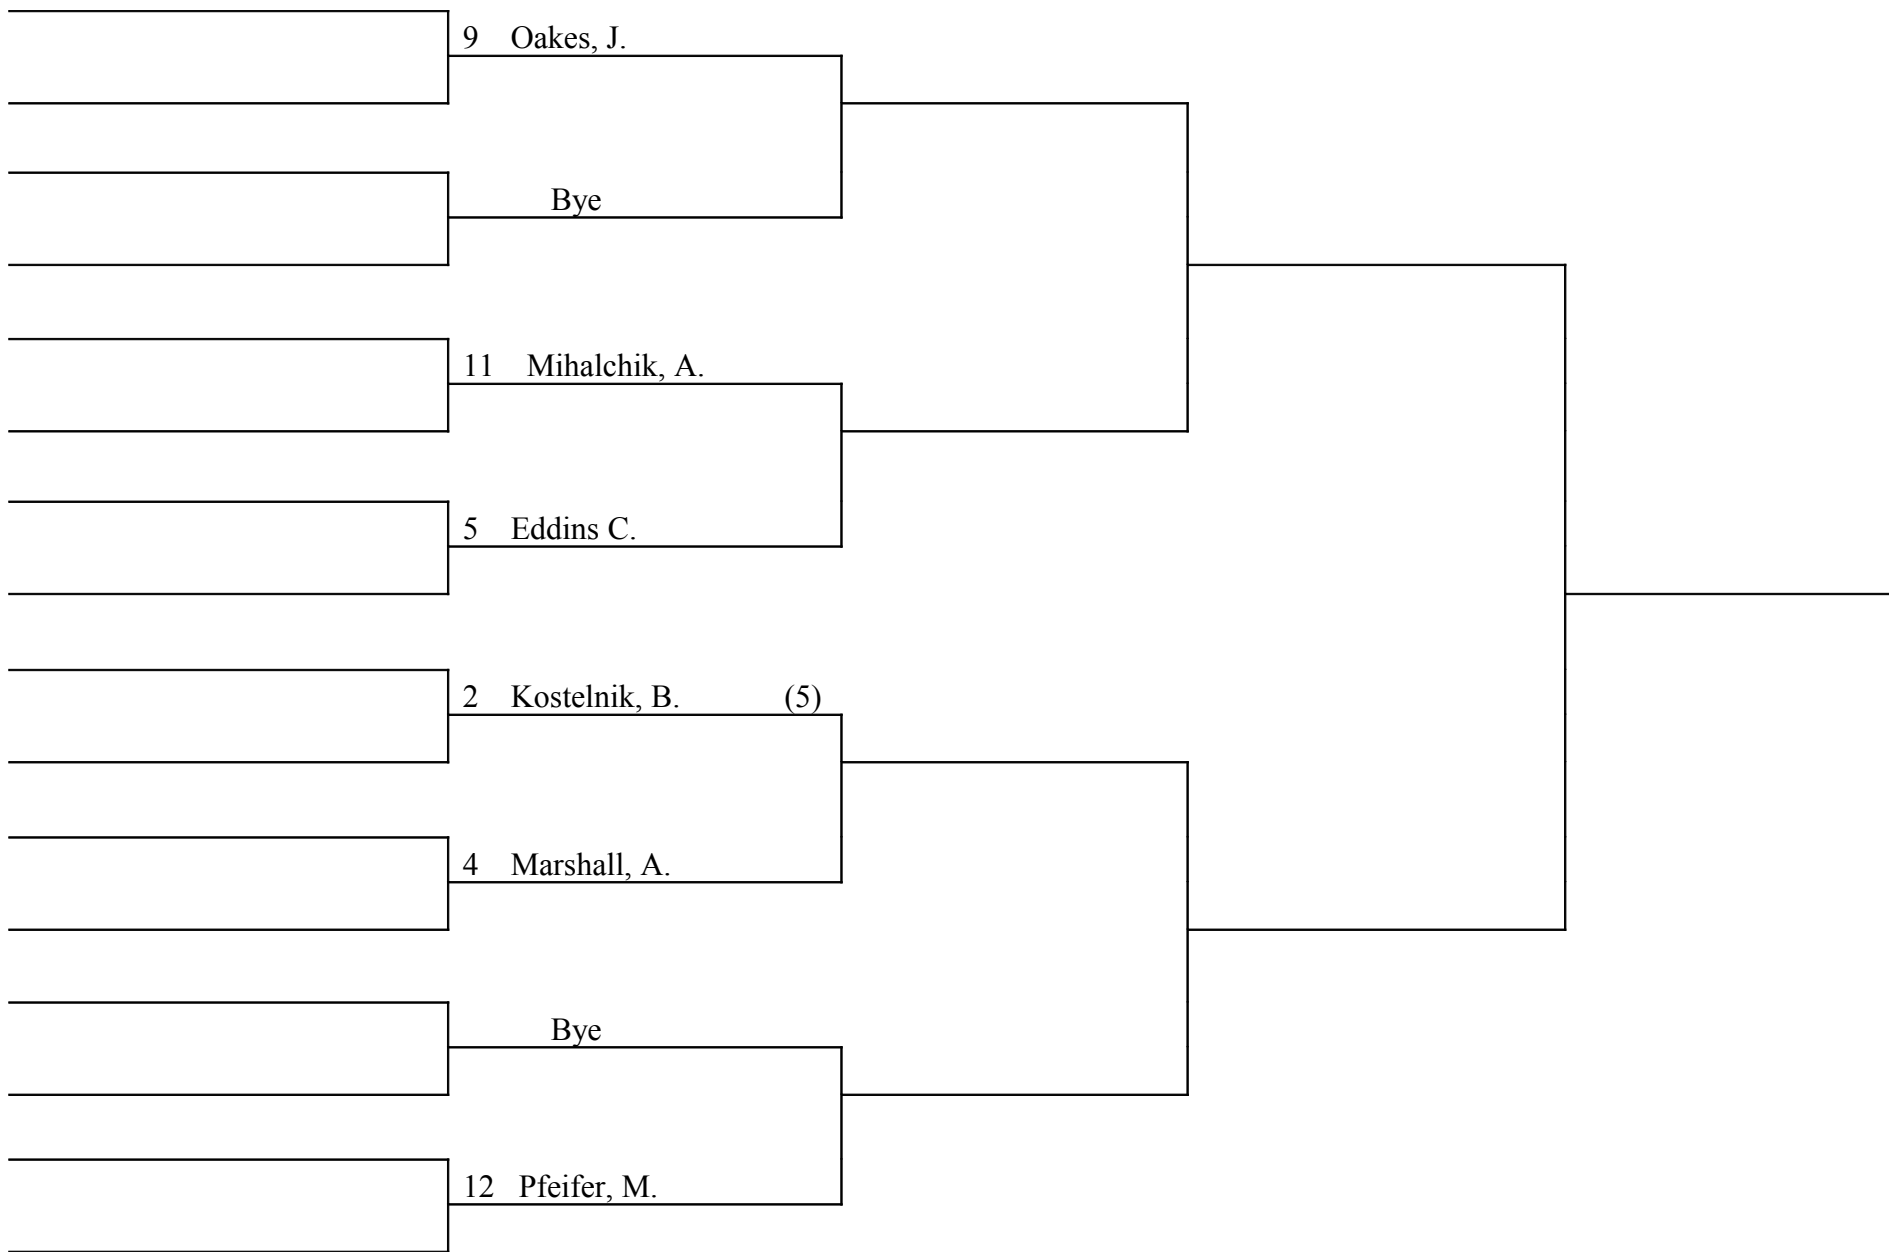 9 Oakes, J.
Bye
11 Mihalchik, A.
5 Eddins C.
2 Kostelnik, B. (5)
4 Marshall, A.
Bye
12 Pfeifer, M.